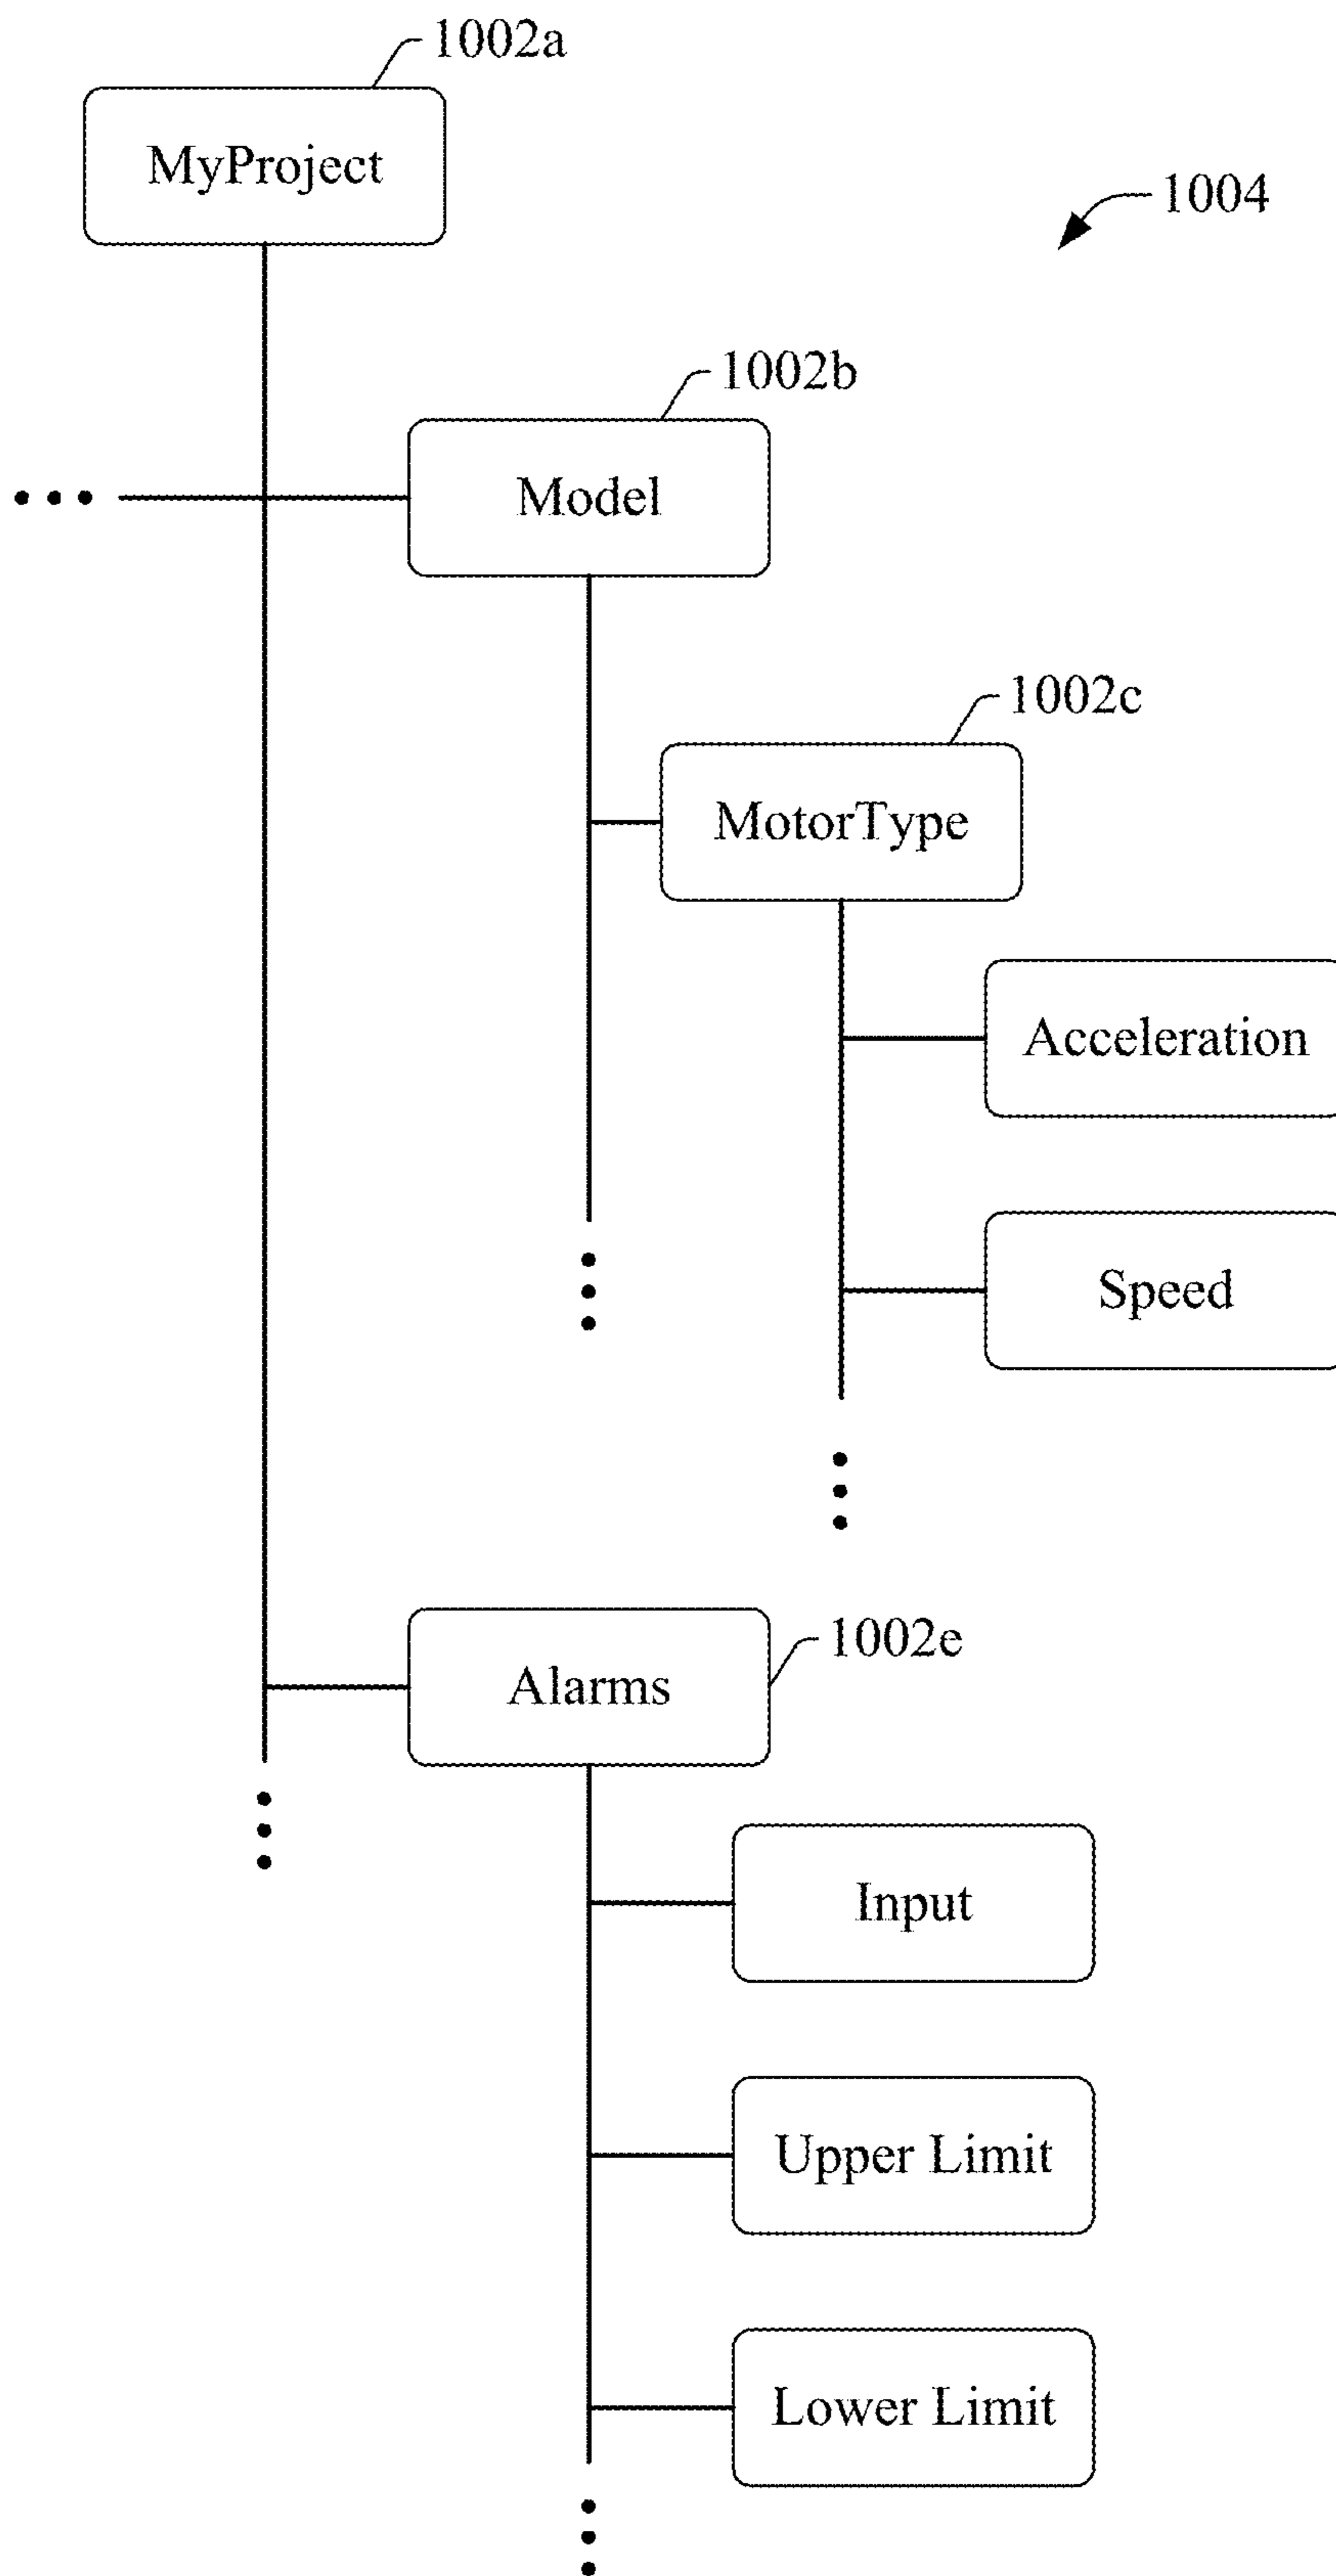 1002a
MyProject
1004
1002b
Model
1002c
MotorType
Acceleration
Speed
1002e
Alarms
Input
Upper Limit
Lower Limit